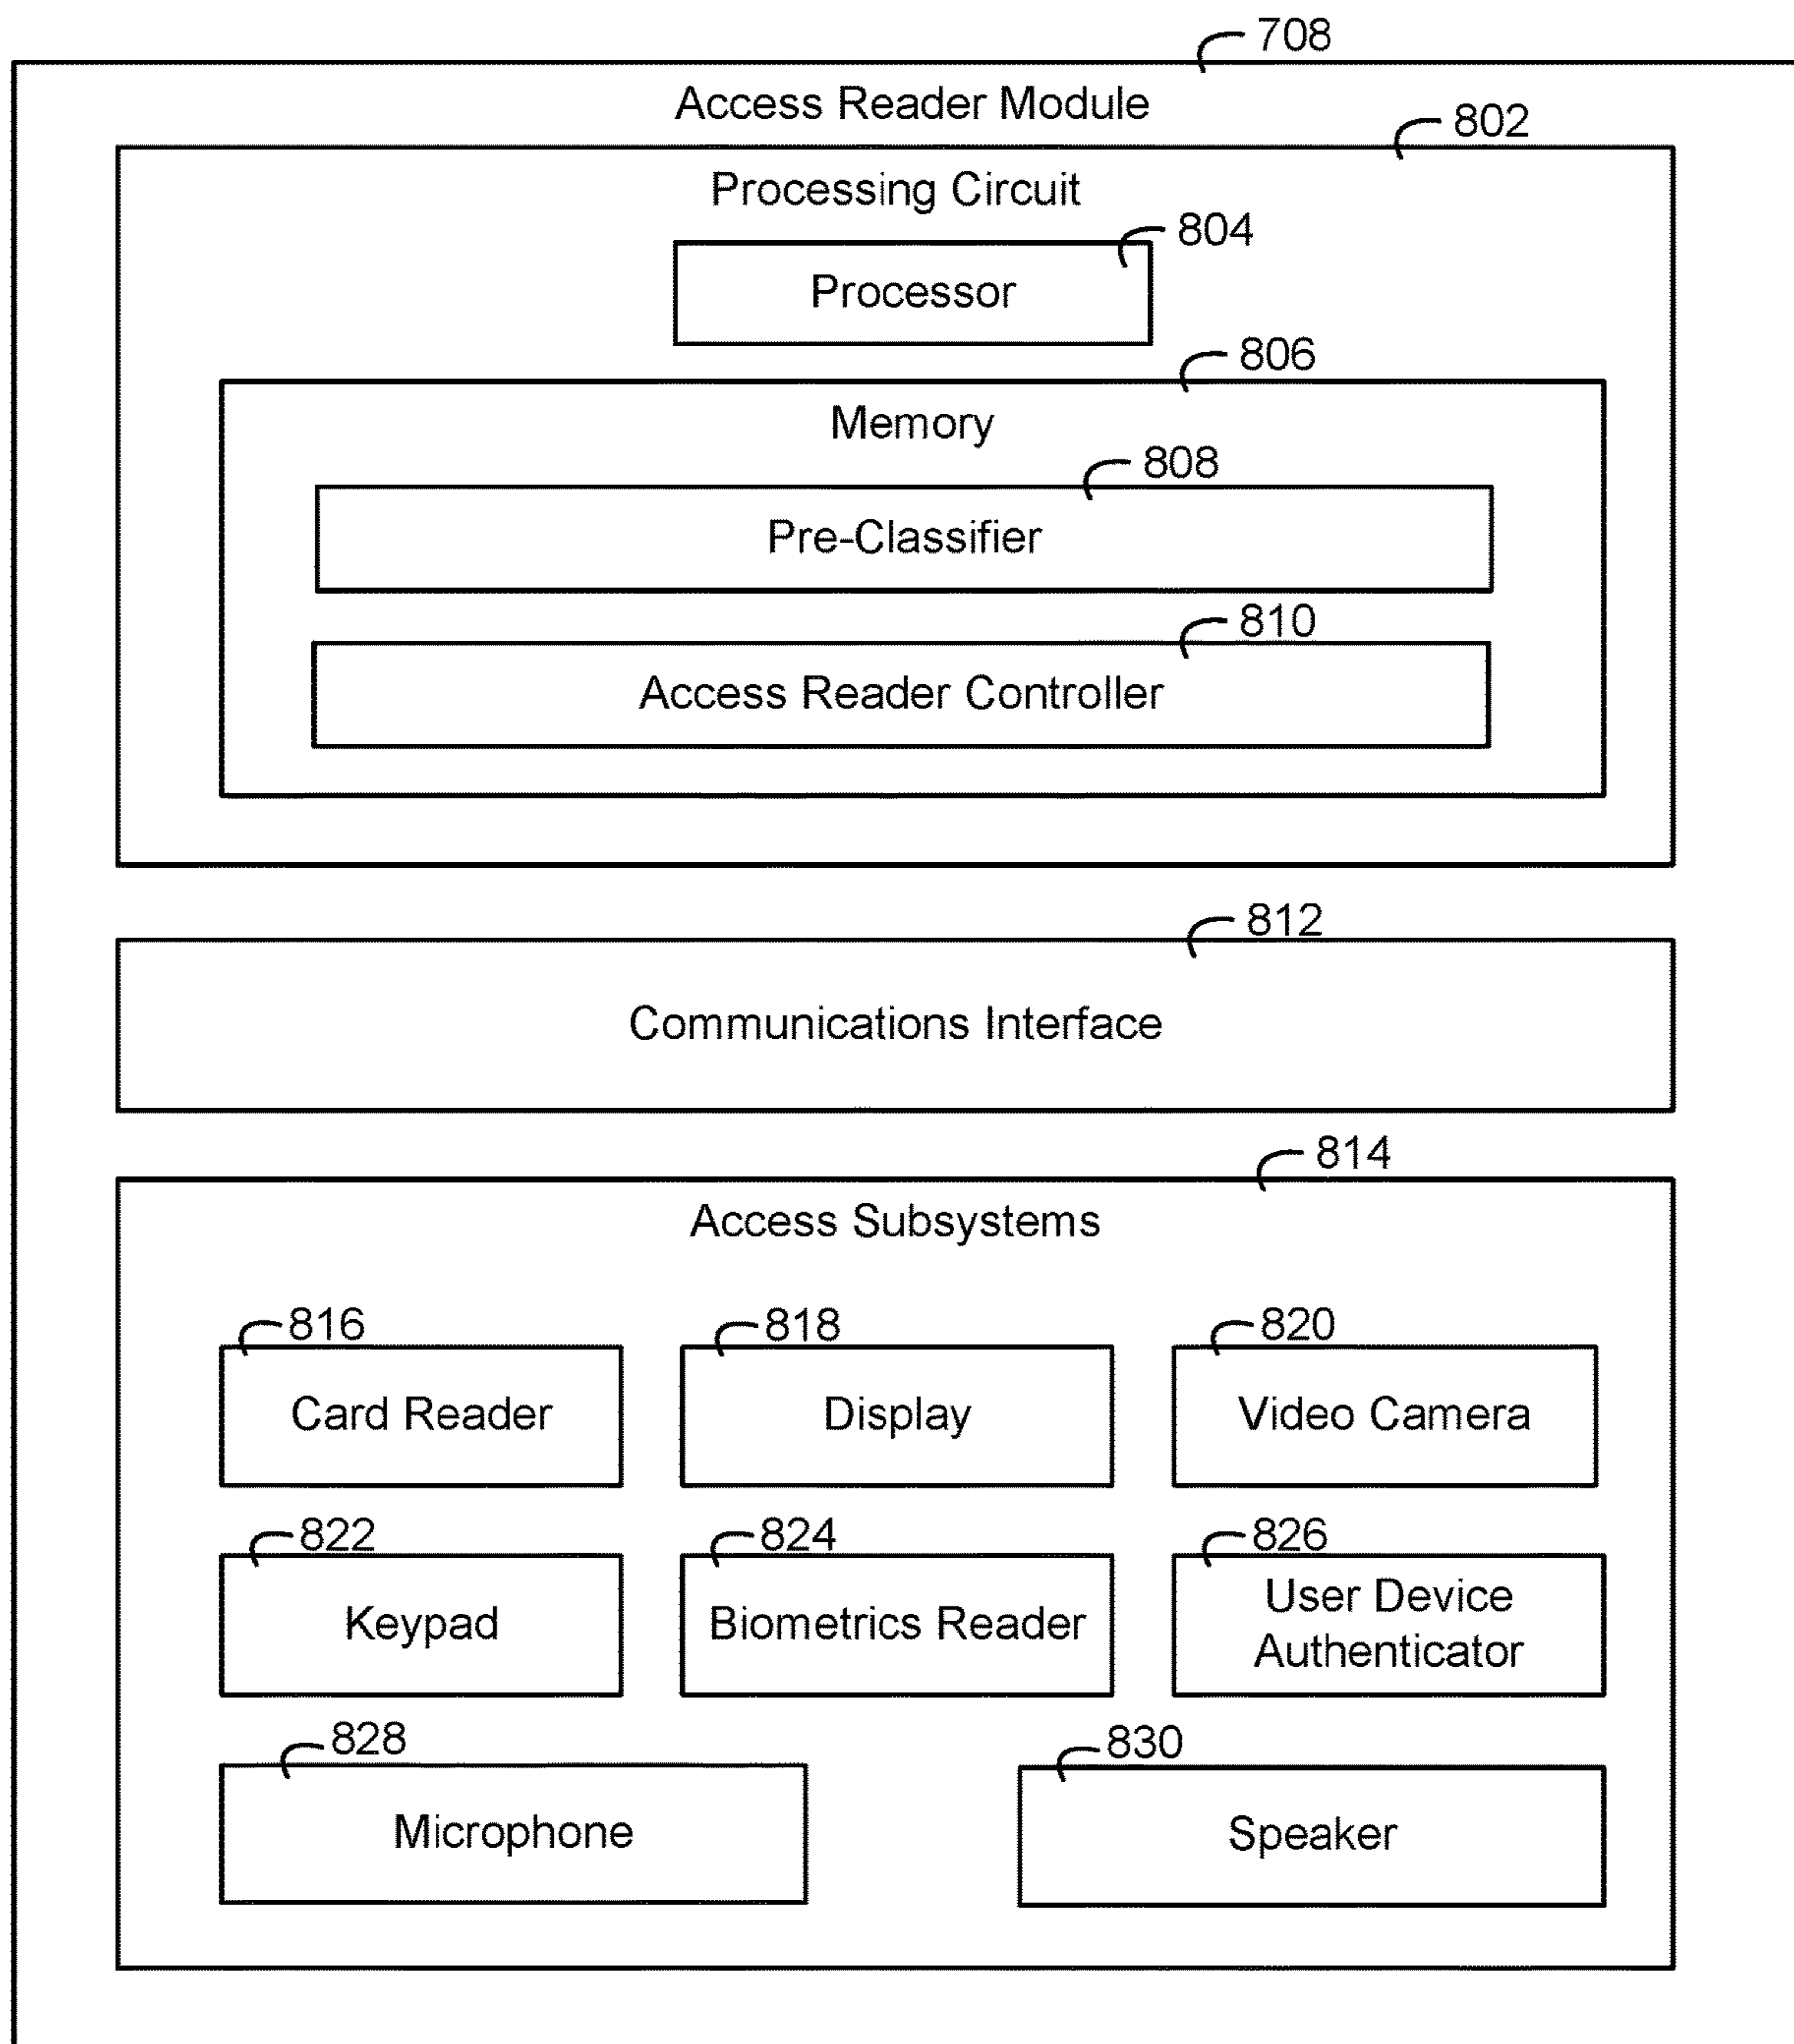 708
Access Reader Module
802
Processing Circuit
804
Processor
806
Memory
808
Pre-Classifier
810
Access Reader Controller
812
Communications Interface
814
Access Subsystems
816 818 820
Card Reader Display Video Camera
822 824 826
Keypad Biometrics Reader User Device
Authenticator
828 830
Microphone Speaker